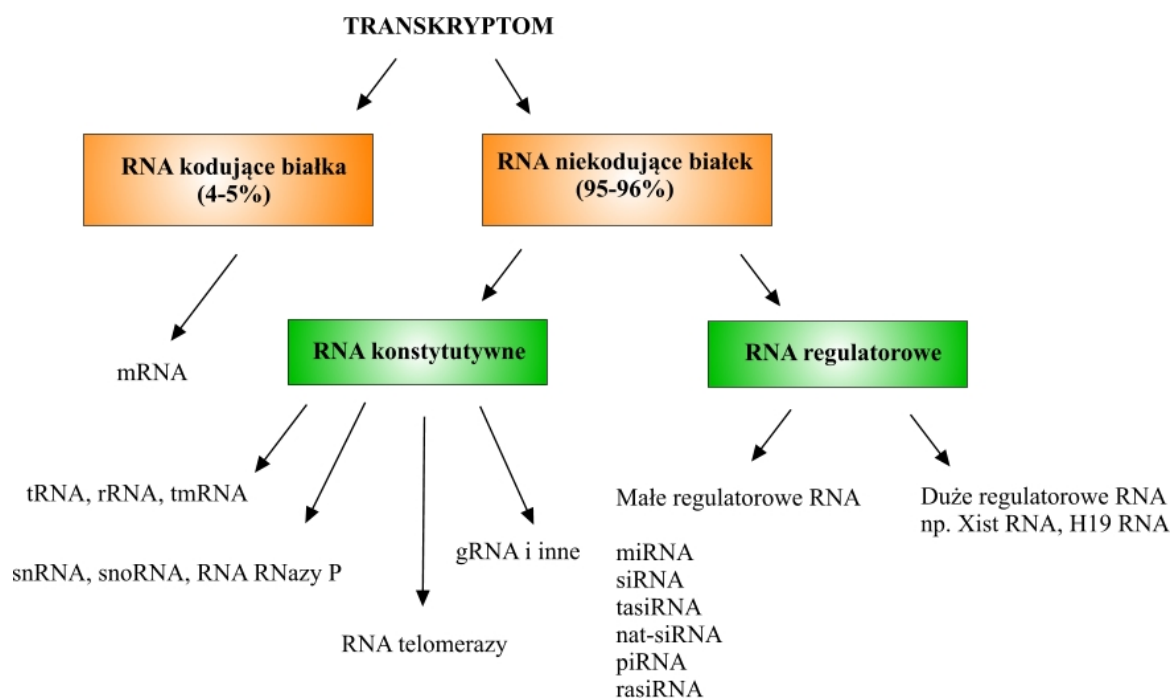 TRANSKRYPTOM
RNA kodujące białka
(4-5%)
RNA niekodujące białek
(95-96%)
mRNA
RNA konstytutywne
RNA regulatorowe
tRNA, rRNA, tmRNA
snRNA, snoRNA, RNA RNazy P
RNA telomerazy
gRNA i inne
Małe regulatorowe RNA
miRNA
siRNA
tasiRNA
nat-siRNA
piRNA
rasiRNA
Duże regulatorowe RNA
np. Xist RNA, H19 RNA